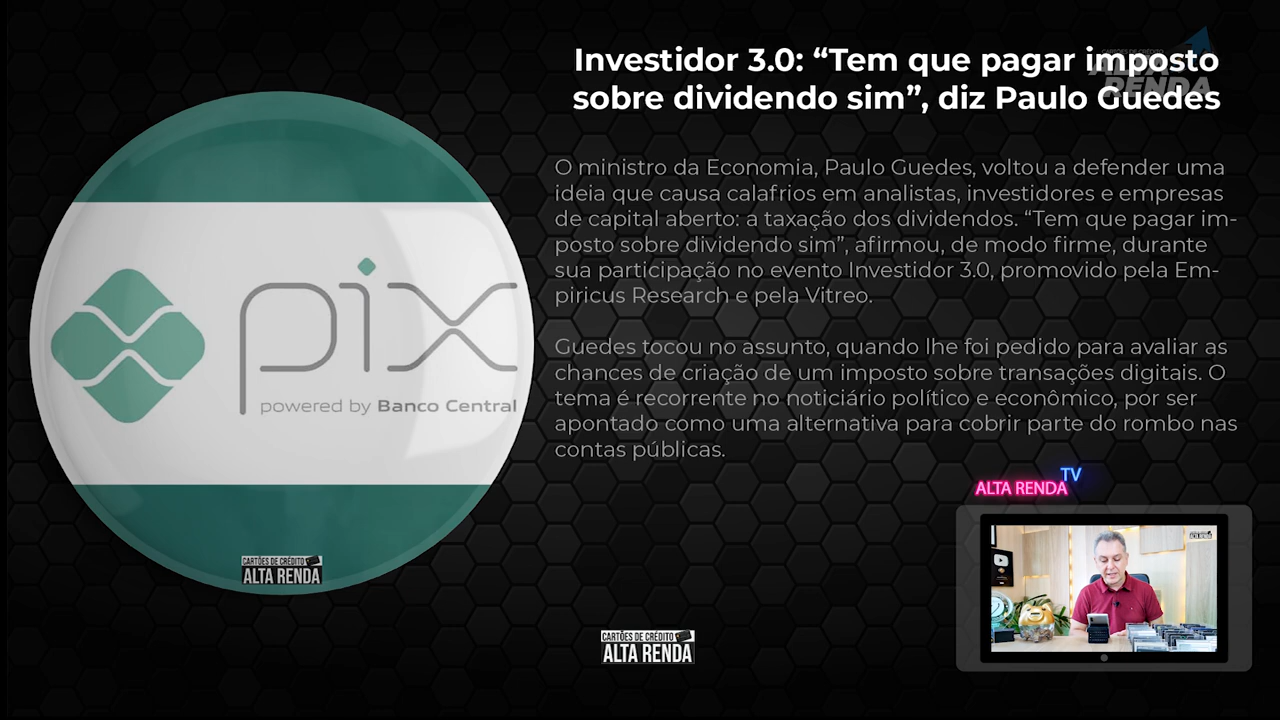 Investidor 3.0: “Tem que pagar imposto
sobre dividendo sim”, diz Paulo Guedes
O ministro da Economia, Paulo Guedes, voltou a defender uma
ideia que causa calafrios em analistas, investidores e empresas
de capital aberto: a taxação dos dividendos. “Tem que pagar im-
posto sobre dividendo sim”, afirmou, de modo firme, durante
sua participação no evento Investidor 3.0, promovido pela Em-
piricus Research e pela Vitreo.
Guedes tocou no assunto, quando lhe foi pedido para avaliar as
chances de criação de um imposto sobre transações digitais. O
tema é recorrente no noticiário político e econômico, por ser
apontado como uma alternativa para cobrir parte do rombo nas
contas públicas.
pix
powered by Banco Central
CARTÕES DE CRÉDITO
ALTA RENDA
CARTÕES DE CRÉDITO
ALTA RENDA
ALTA RENDA TV
RENDA